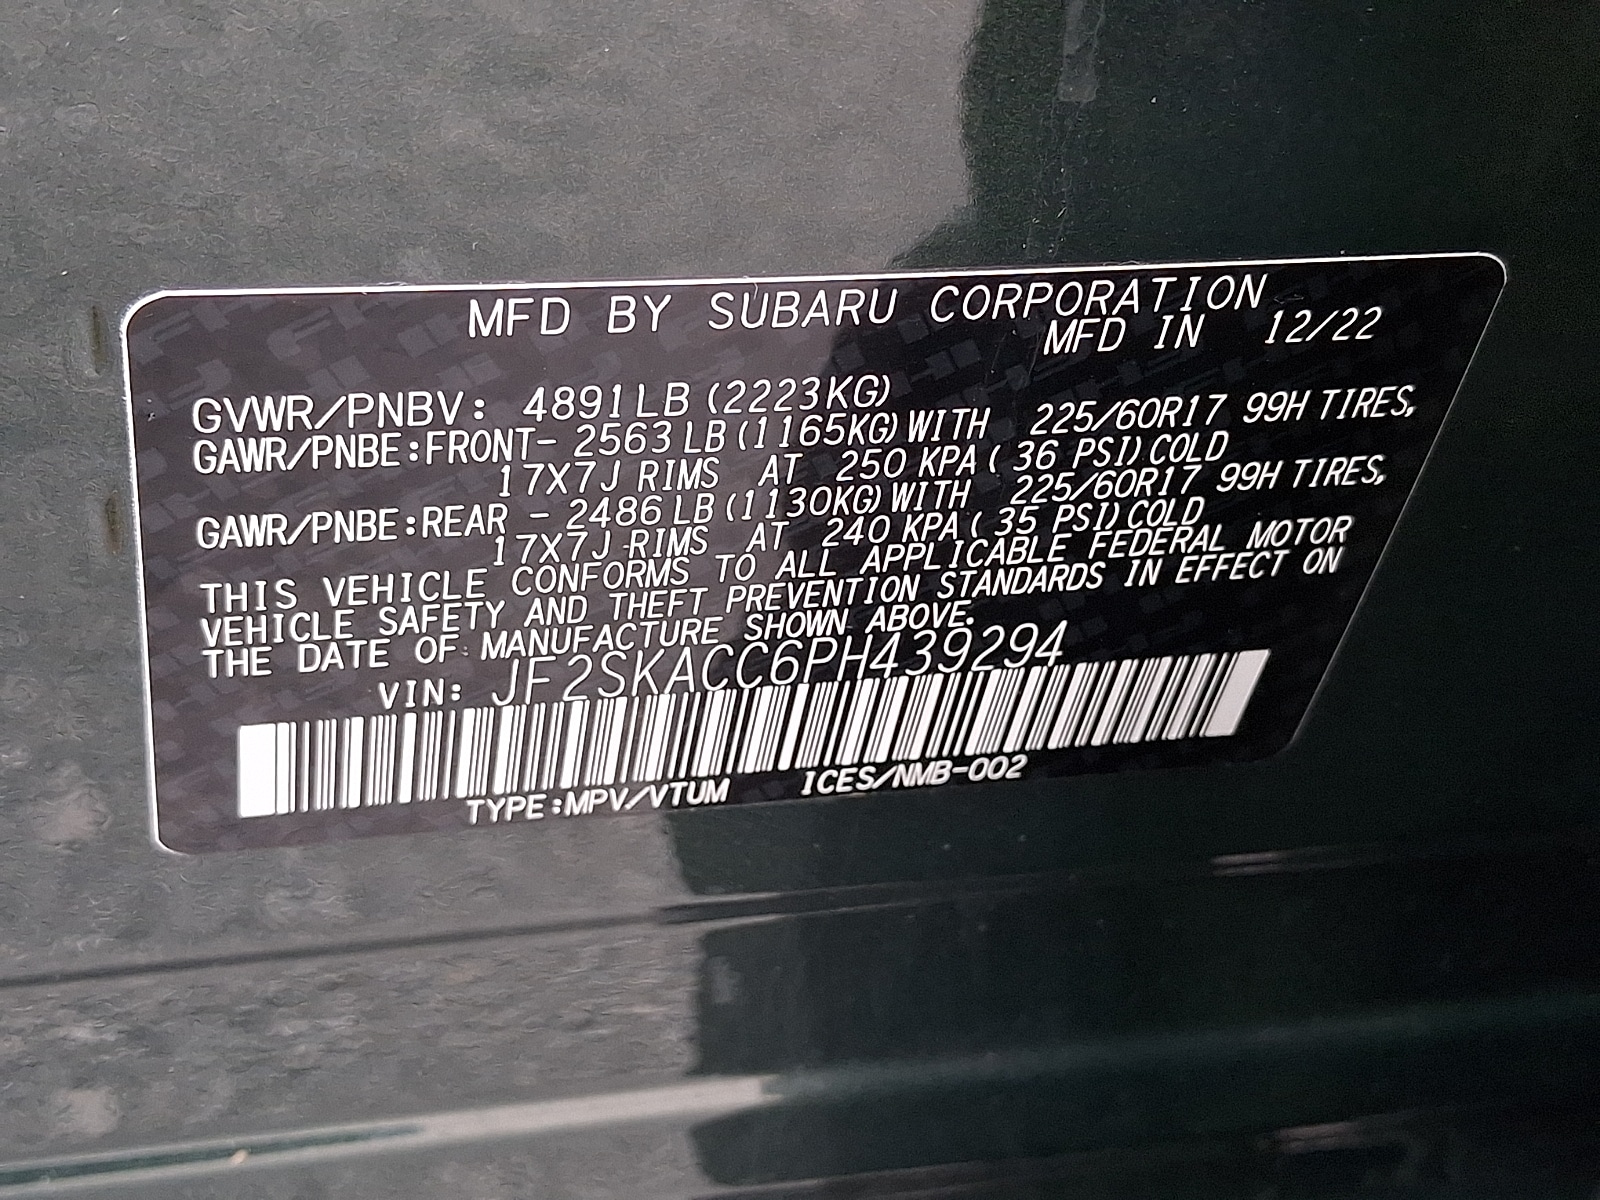 MFD BY SUBARU CORPORATION
MFD IN 12/22
GVWR/PNBV: 4891LB (2223KG)
GAWR/PNBE:FRONT- 2563 LB (1165KG) WITH 225/60R17 99H TIRES,
17X7J RIMS AT 250 KPA ( 36 PSI) COLD
GAWR/PNBE:REAR - 2486 LB (1130KG) WITH 225/60R17 99H TIRES,
17X7J RIMS AT 240 KPA ( 35 PSI) COLD
THIS VEHICLE CONFORMS TO ALL APPLICABLE FEDERAL MOTOR
VEHICLE SAFETY AND THEFT PREVENTION STANDARDS IN EFFECT ON
THE DATE OF MANUFACTURE SHOWN ABOVE.
VIN: JF2SKACC6PH439294
TYPE:MPV/VTUM ICES/NMB-002